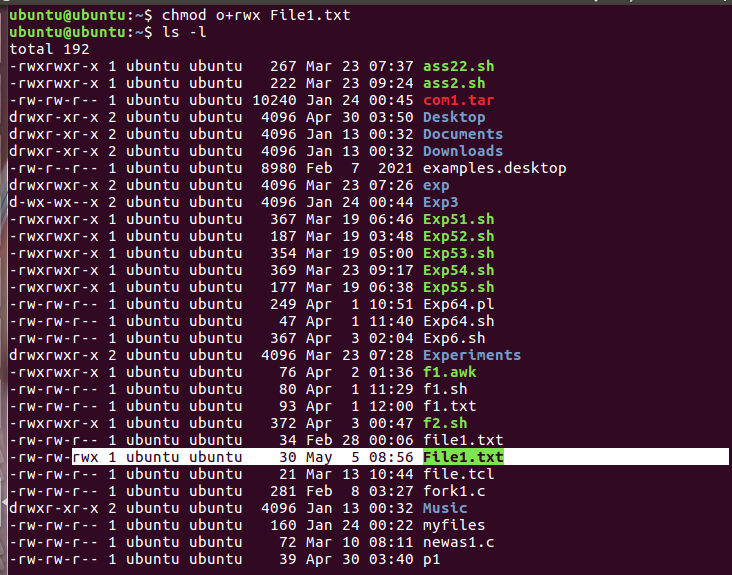 ubuntu@ubuntu:~$ chmod o+rwx File1.txt
ubuntu@ubuntu:~$ ls -l
total 192
-rwxrwxr-x 1 ubuntu ubuntu   267 Mar 23 07:37 ass22.sh
-rwxrwxr-x 1 ubuntu ubuntu   222 Mar 23 09:24 ass2.sh
-rw-rw-r-- 1 ubuntu ubuntu 10240 Jan 24 00:45 com1.tar
drwxr-xr-x 2 ubuntu ubuntu  4096 Apr 30 03:50 Desktop
drwxr-xr-x 2 ubuntu ubuntu  4096 Jan 13 00:32 Documents
drwxr-xr-x 2 ubuntu ubuntu  4096 Jan 13 00:32 Downloads
-rw-r--r-- 1 ubuntu ubuntu  8980 Feb  7  2021 examples.desktop
drwxrwxr-x 2 ubuntu ubuntu  4096 Mar 23 07:26 exp
d-wx-wx--x 2 ubuntu ubuntu  4096 Jan 24 00:44 Exp3
-rwxrwxr-x 1 ubuntu ubuntu   367 Mar 19 06:46 Exp51.sh
-rwxrwxr-x 1 ubuntu ubuntu   187 Mar 19 03:48 Exp52.sh
-rwxrwxr-x 1 ubuntu ubuntu   354 Mar 19 05:00 Exp53.sh
-rwxrwxr-x 1 ubuntu ubuntu   369 Mar 23 09:17 Exp54.sh
-rwxrwxr-x 1 ubuntu ubuntu   177 Mar 19 06:38 Exp55.sh
-rw-rw-r-- 1 ubuntu ubuntu   249 Apr  1 10:51 Exp64.pl
-rw-rw-r-- 1 ubuntu ubuntu    47 Apr  1 11:40 Exp64.sh
-rw-rw-r-- 1 ubuntu ubuntu   367 Apr  3 02:04 Exp6.sh
drwxrwxr-x 2 ubuntu ubuntu  4096 Mar 23 07:28 Experiments
-rwxrwxr-x 1 ubuntu ubuntu    76 Apr  2 01:36 f1.awk
-rw-rw-r-- 1 ubuntu ubuntu    80 Apr  1 11:29 f1.sh
-rw-rw-r-- 1 ubuntu ubuntu    93 Apr  1 12:00 f1.txt
-rwxrwxr-x 1 ubuntu ubuntu   372 Apr  3 00:47 f2.sh
-rw-rw-r-- 1 ubuntu ubuntu    34 Feb 28 00:06 file1.txt
-rw-rw-rwx 1 ubuntu ubuntu    30 May  5 08:56 File1.txt
-rw-rw-r-- 1 ubuntu ubuntu    21 Mar 13 10:44 file.tcl
-rw-rw-r-- 1 ubuntu ubuntu   281 Feb  8 03:27 fork1.c
drwxr-xr-x 2 ubuntu ubuntu  4096 Jan 13 00:32 Music
-rw-rw-r-- 1 ubuntu ubuntu   160 Jan 24 00:22 myfiles
-rw-rw-r-- 1 ubuntu ubuntu    72 Mar 10 08:11 newas1.c
-rw-rw-r-- 1 ubuntu ubuntu    39 Apr 30 03:40 p1